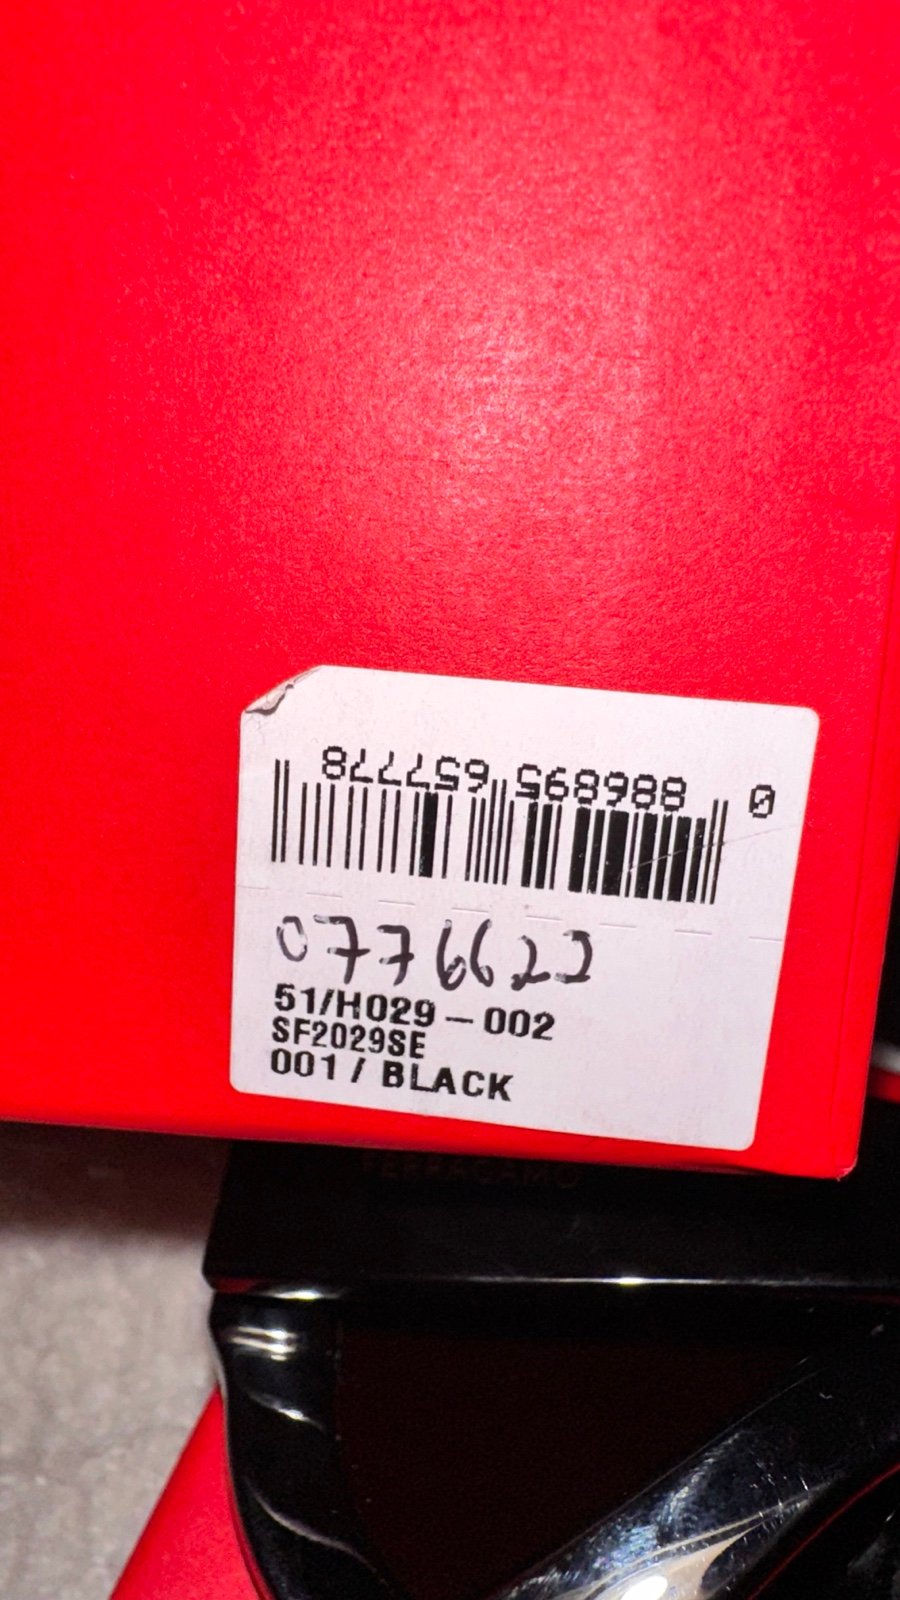 0 886895 657778
0776622
51/H029-002
SF2029SE
001 / BLACK
FERRAGAMO